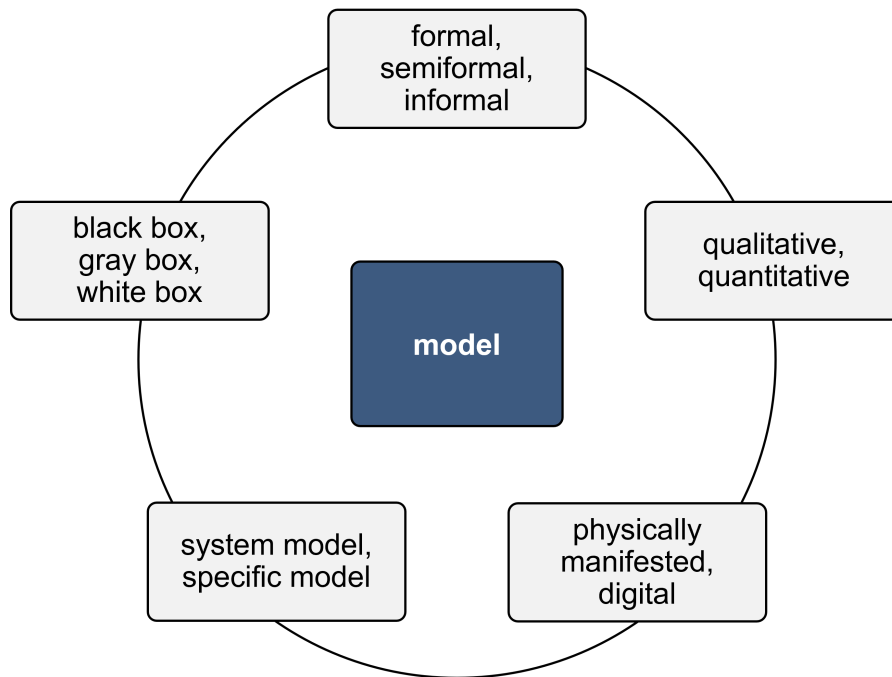 formal,
semiformal,
informal
black box,
gray box,
white box
qualitative,
quantitative
model
system model,
specific model
physically
manifested,
digital